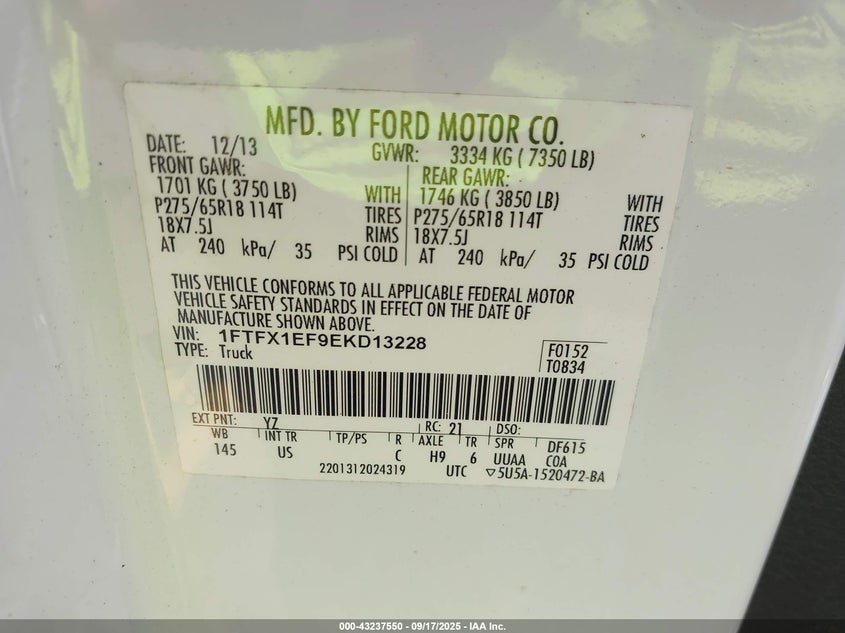 MFD. BY FORD MOTOR CO.
DATE: 12/13 GVWR: 3334 KG ( 7350 LB)
FRONT GAWR: REAR GAWR:
1701 KG ( 3750 LB) WITH 1746 KG ( 3850 LB) WITH
P275/65R18 114T TIRES P275/65R18 114T TIRES
18X7.5J RIMS 18X7.5J RIMS
AT 240 kPa/ 35 PSI COLD AT 240 kPa/ 35 PSI COLD
THIS VEHICLE CONFORMS TO ALL APPLICABLE FEDERAL MOTOR
VEHICLE SAFETY STANDARDS IN EFFECT ON THE DATE OF
MANUFACTURE SHOWN ABOVE.
VIN: 1FTFX1EF9EKD13228
TYPE: Truck
F0152
T0834
EXT PNT: YZ RC: 21 DSO:
WB INT TR TP/PS R AXLE TR SPR DF615
145 US C H9 6 UUAA COA
2201312024319 UTC ▽5U5A-1520472-BA
000-43237550 - 09/17/2025 - IAA Inc.